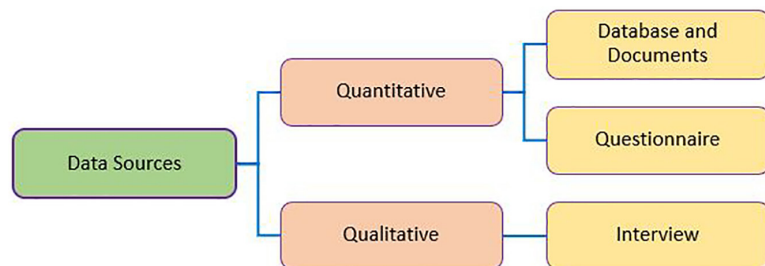 Data Sources
Quantitative
Database and
Documents
Questionnaire
Qualitative
Interview